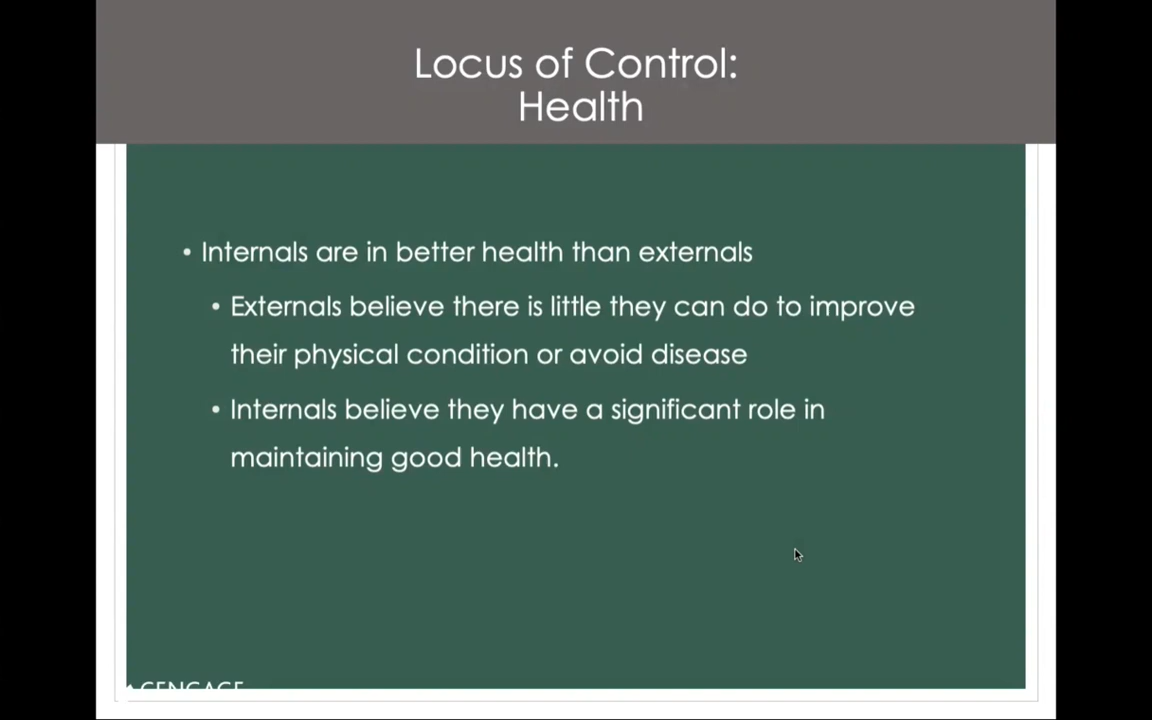 Locus of Control:
Health
• Internals are in better health than externals
• Externals believe there is little they can do to improve
their physical condition or avoid disease
• Internals believe they have a significant role in
maintaining good health.
CENGAGE